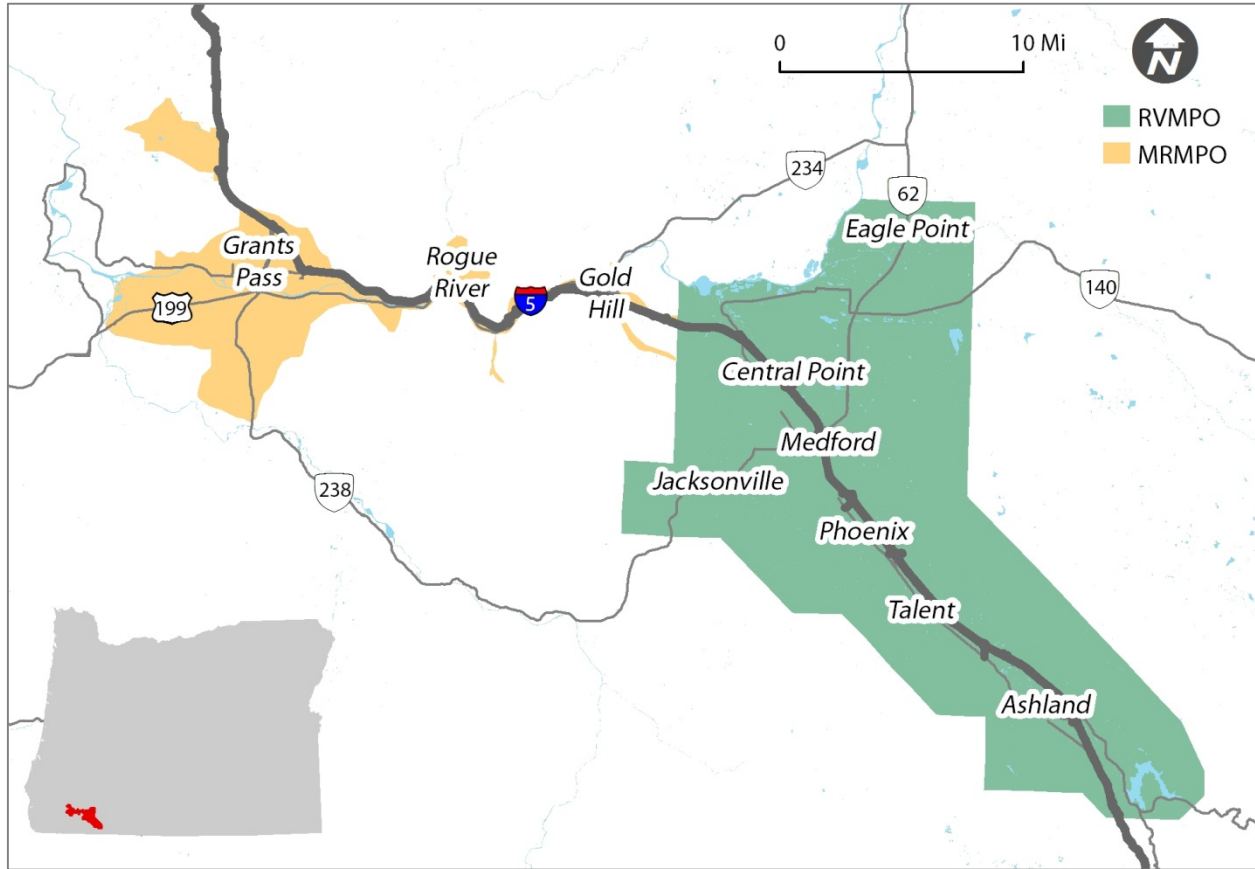 0 10 Mi
N
RVMPO
MRMPO
234
62
Eagle Point
Grants
Pass
Rogue
River
Gold
Hill
5
199
140
Central Point
Medford
Jacksonville
238
Phoenix
Talent
Ashland